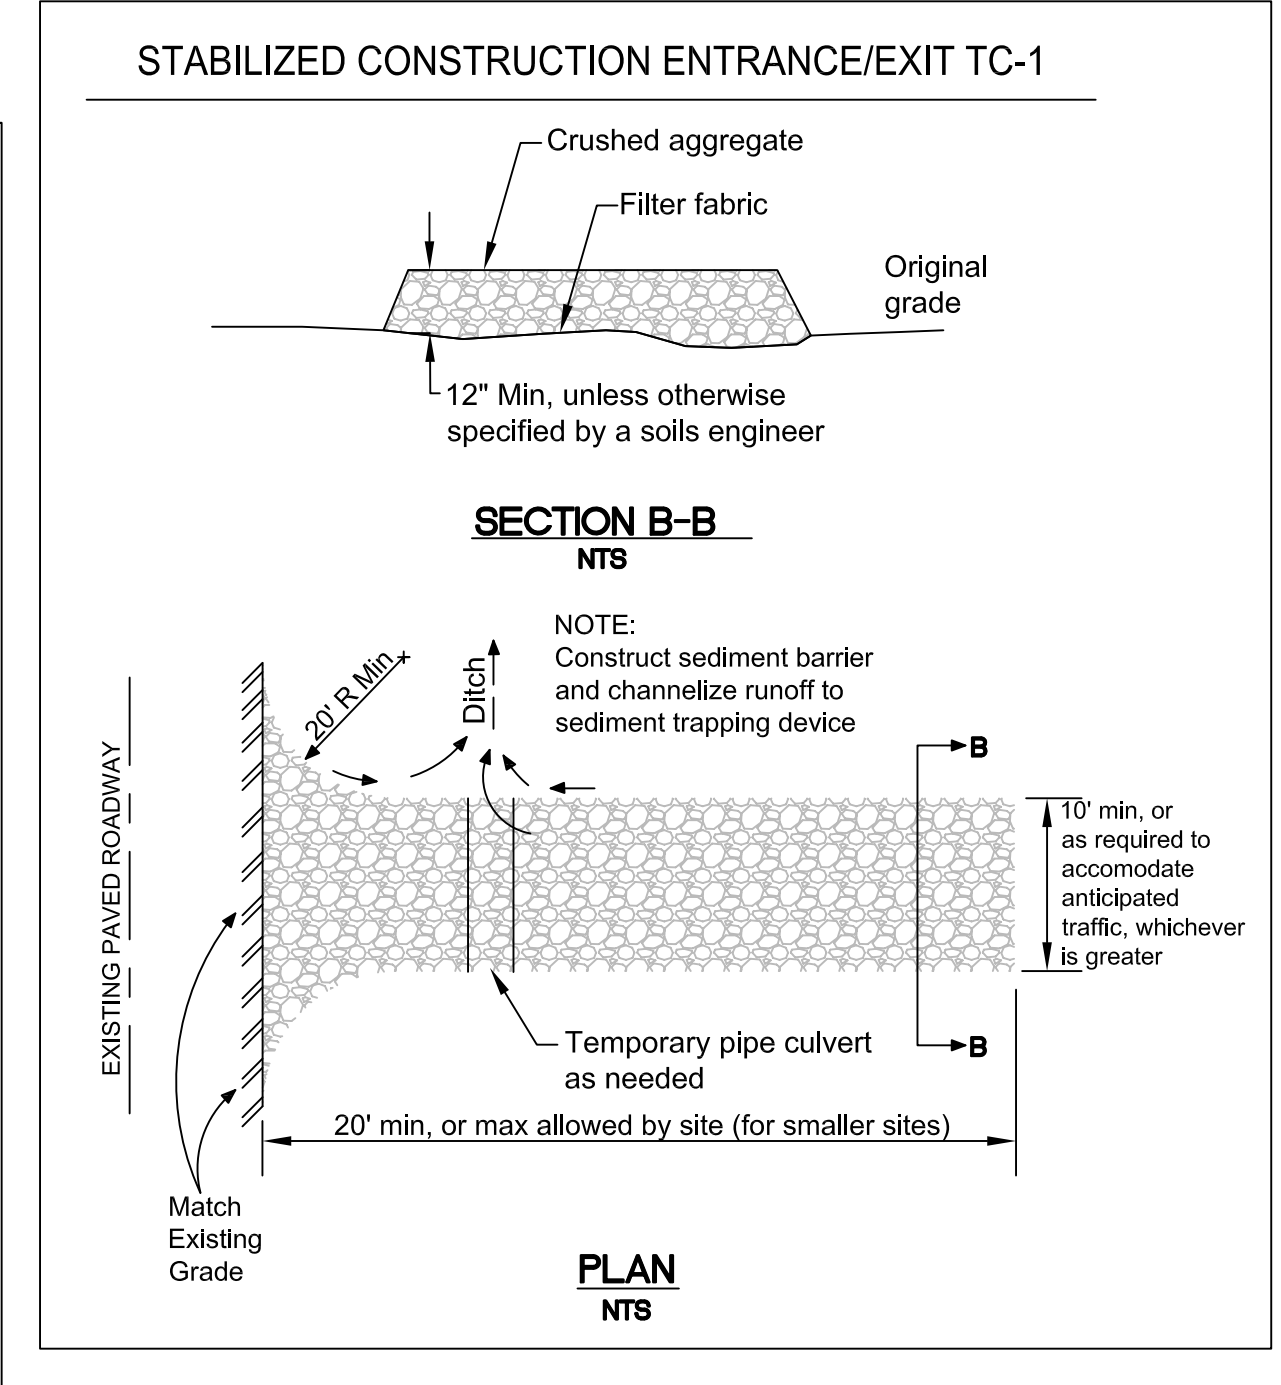 STABILIZED CONSTRUCTION ENTRANCE/EXIT TC-1
Crushed aggregate
Filter fabric
Original
grade
12" Min, unless otherwise
specified by a soils engineer
SECTION B-B
NTS
NOTE:
Construct sediment barrier
and channelize runoff to
sediment trapping device
20' R Min
Ditch
EXISTING PAVED ROADWAY
B
10' min, or
as required to
accomodate
anticipated
traffic, whichever
is greater
B
Temporary pipe culvert
as needed
20' min, or max allowed by site (for smaller sites)
Match
Existing
Grade
PLAN
NTS